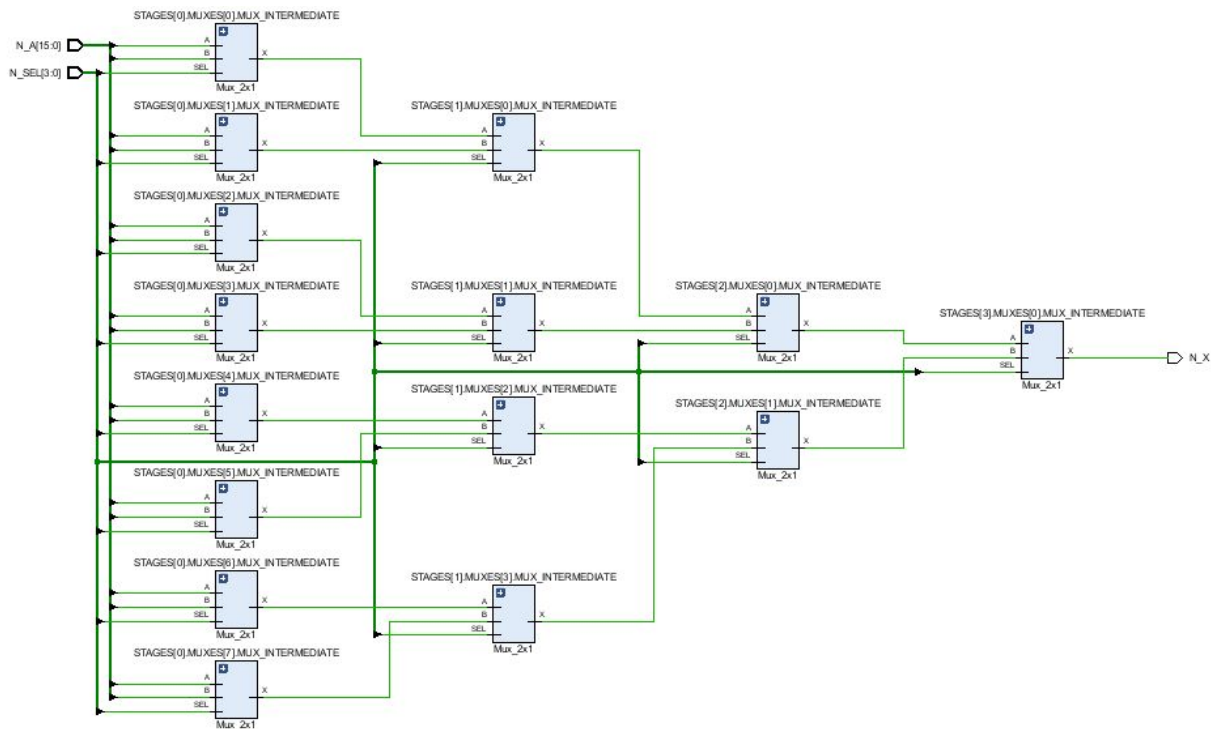 STAGES[0].MUXES[0].MUX_INTERMEDIATE
N_A[15:0]
N_SEL[3:0]
A
B
SEL
X
Mux_2x1
STAGES[0].MUXES[1].MUX_INTERMEDIATE
A
B
SEL
X
Mux_2x1
STAGES[1].MUXES[0].MUX_INTERMEDIATE
A
B
SEL
X
Mux_2x1
STAGES[0].MUXES[2].MUX_INTERMEDIATE
A
B
SEL
X
Mux_2x1
STAGES[0].MUXES[3].MUX_INTERMEDIATE
A
B
SEL
X
Mux_2x1
STAGES[1].MUXES[1].MUX_INTERMEDIATE
A
B
SEL
X
Mux_2x1
STAGES[2].MUXES[0].MUX_INTERMEDIATE
A
B
SEL
X
Mux_2x1
STAGES[3].MUXES[0].MUX_INTERMEDIATE
A
B
SEL
X
Mux_2x1
N_X
STAGES[0].MUXES[4].MUX_INTERMEDIATE
A
B
SEL
X
Mux_2x1
STAGES[1].MUXES[2].MUX_INTERMEDIATE
A
B
SEL
X
Mux_2x1
STAGES[2].MUXES[1].MUX_INTERMEDIATE
A
B
SEL
X
Mux_2x1
STAGES[0].MUXES[5].MUX_INTERMEDIATE
A
B
SEL
X
Mux_2x1
STAGES[0].MUXES[6].MUX_INTERMEDIATE
A
B
SEL
X
Mux_2x1
STAGES[1].MUXES[3].MUX_INTERMEDIATE
A
B
SEL
X
Mux_2x1
STAGES[0].MUXES[7].MUX_INTERMEDIATE
A
B
SEL
X
Mux_2x1